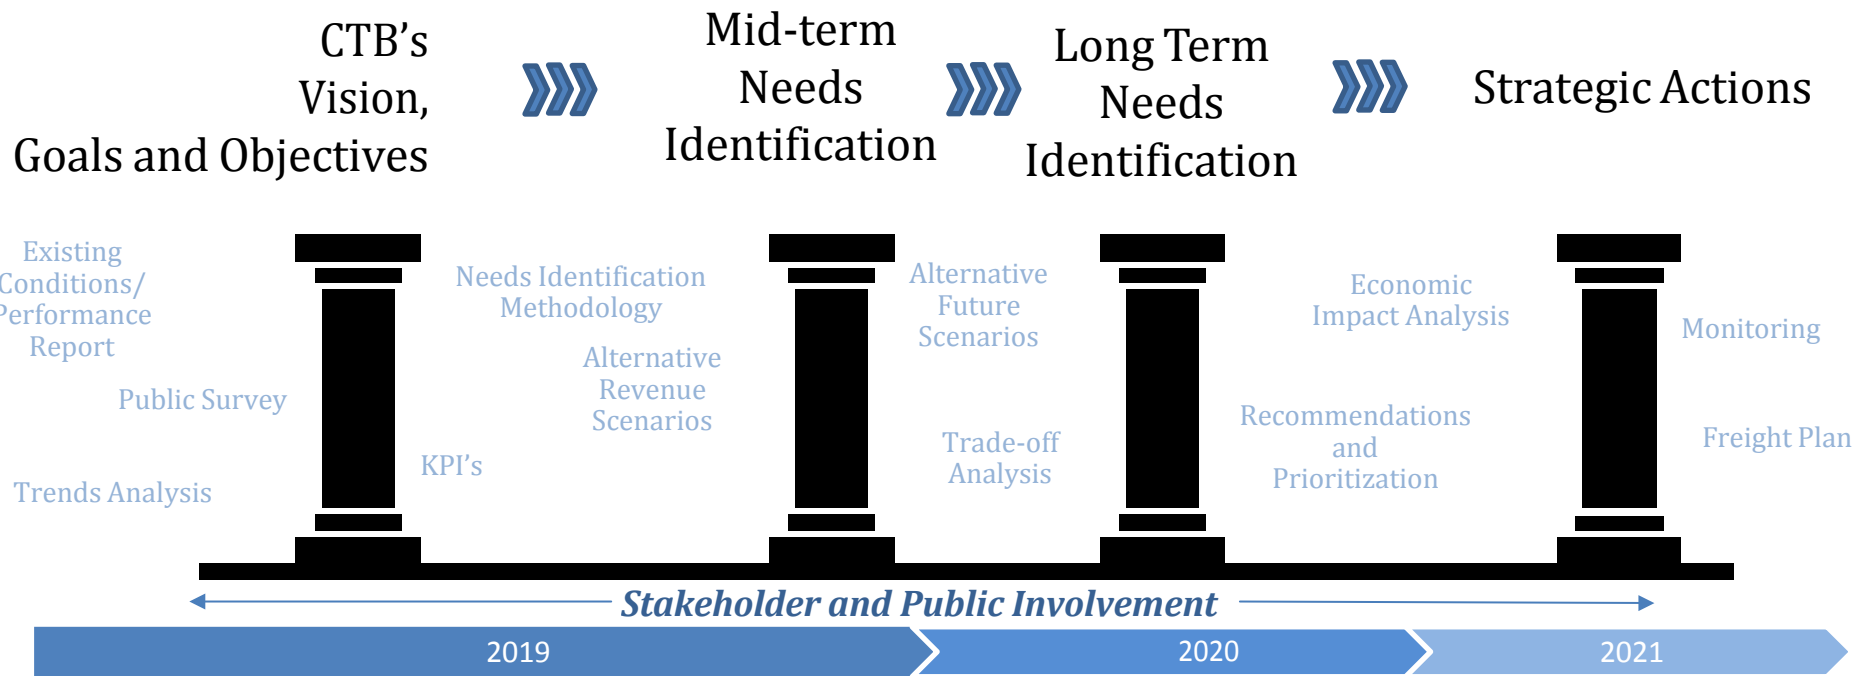 CTB's
Vision,
Goals and Objectives
Mid-term
Needs
Identification
Long Term
Needs
Identification
Strategic Actions
Existing
Conditions/
Performance
Report
Public Survey
Trends Analysis
Needs Identification
Methodology
Alternative
Revenue
Scenarios
KPI's
Alternative
Future
Scenarios
Trade-off
Analysis
Economic
Impact Analysis
Recommendations
and
Prioritization
Monitoring
Freight Plan
Stakeholder and Public Involvement
2019
2020
2021